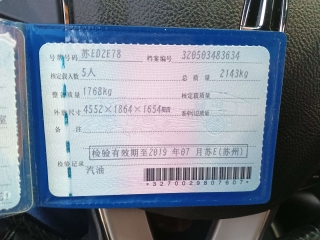 号牌号码 苏EDZE78 档案编号 320503483634
核定载人数 5人 总质量 2143kg
整备质量 1768kg 核定载质量 --
外廓尺寸 4552×1864×1654mm 准牵引总质量 --
备注
检验有效期至2019年07月苏E(苏州)
检验记录
汽油
*3270029807607*